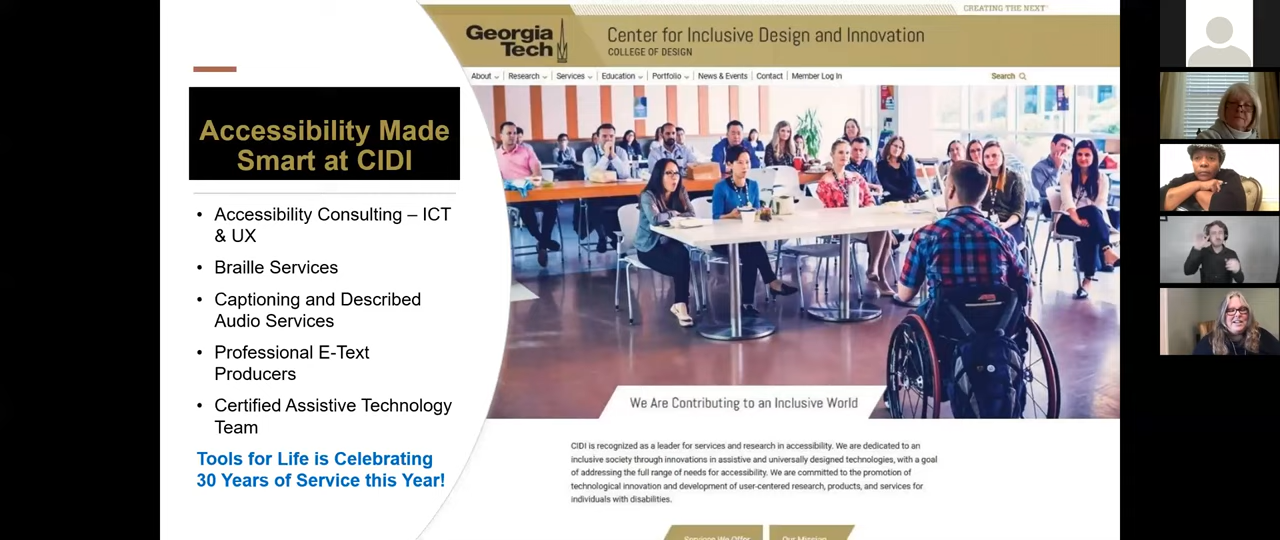 Accessibility Made
Smart at CIDI
• Accessibility Consulting – ICT
& UX
• Braille Services
• Captioning and Described
Audio Services
• Professional E-Text
Producers
• Certified Assistive Technology
Team
Tools for Life is Celebrating
30 Years of Service this Year!
CREATING THE NEXT
Georgia
Tech
Center for Inclusive Design and Innovation
COLLEGE OF DESIGN
About Research Services Education Portfolio News & Events Contact Member Log In Search
We Are Contributing to an Inclusive World
CIDI is recognized as a leader for services and research in accessibility. We are dedicated to an
inclusive society through innovations in assistive and universally designed technologies, with a goal
of addressing the full range of needs for accessibility. We are committed to the promotion of
technological innovation and development of user-centered research, products, and services for
individuals with disabilities.
Services We Offer Our Mission